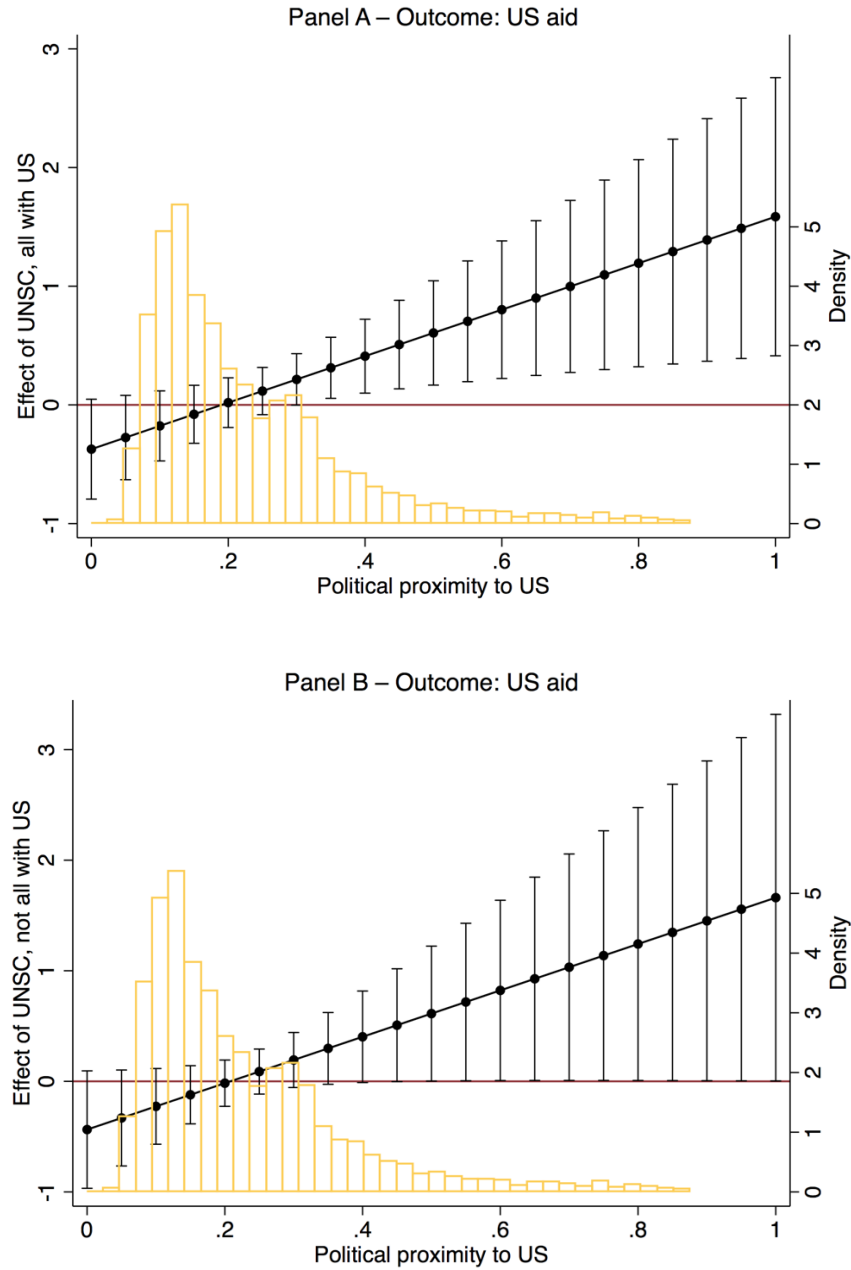 Panel A – Outcome: US aid
3
2
1
0
-1
Effect of UNSC, all with US
5
4
3
2
1
0
Density
0 .2 .4 .6 .8 1
Political proximity to US
Panel B – Outcome: US aid
3
2
1
0
-1
Effect of UNSC, not all with US
5
4
3
2
1
0
Density
0 .2 .4 .6 .8 1
Political proximity to US